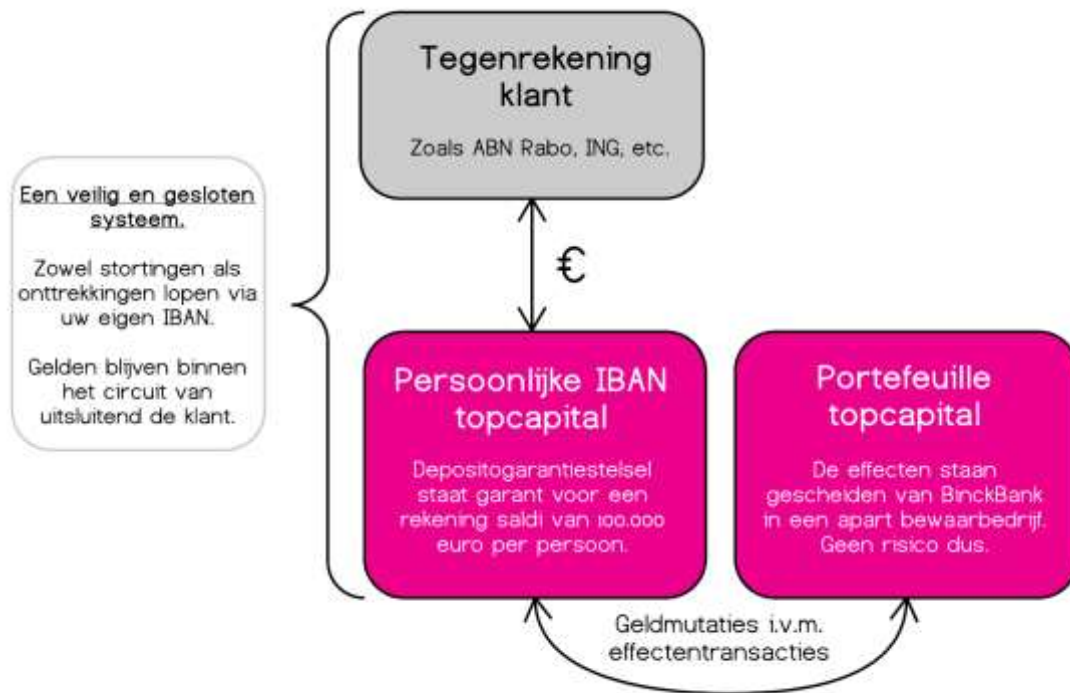 Tegenrekening
klant
Zoals ABN Rabo, ING, etc.
Een veilig en gesloten
systeem.
Zowel stortingen als
onttrekkingen lopen via
uw eigen IBAN.
Gelden blijven binnen
het circuit van
uitsluitend de klant.
€
Persoonlijke IBAN
topcapital
Depositogarantiestelsel
staat garant voor een
rekening saldi van 100.000
euro per persoon.
Portefeuille
topcapital
De effecten staan
gescheiden van BinckBank
in een apart bewaarbedrijf.
Geen risico dus.
Geldmutaties i.v.m.
effectentransacties